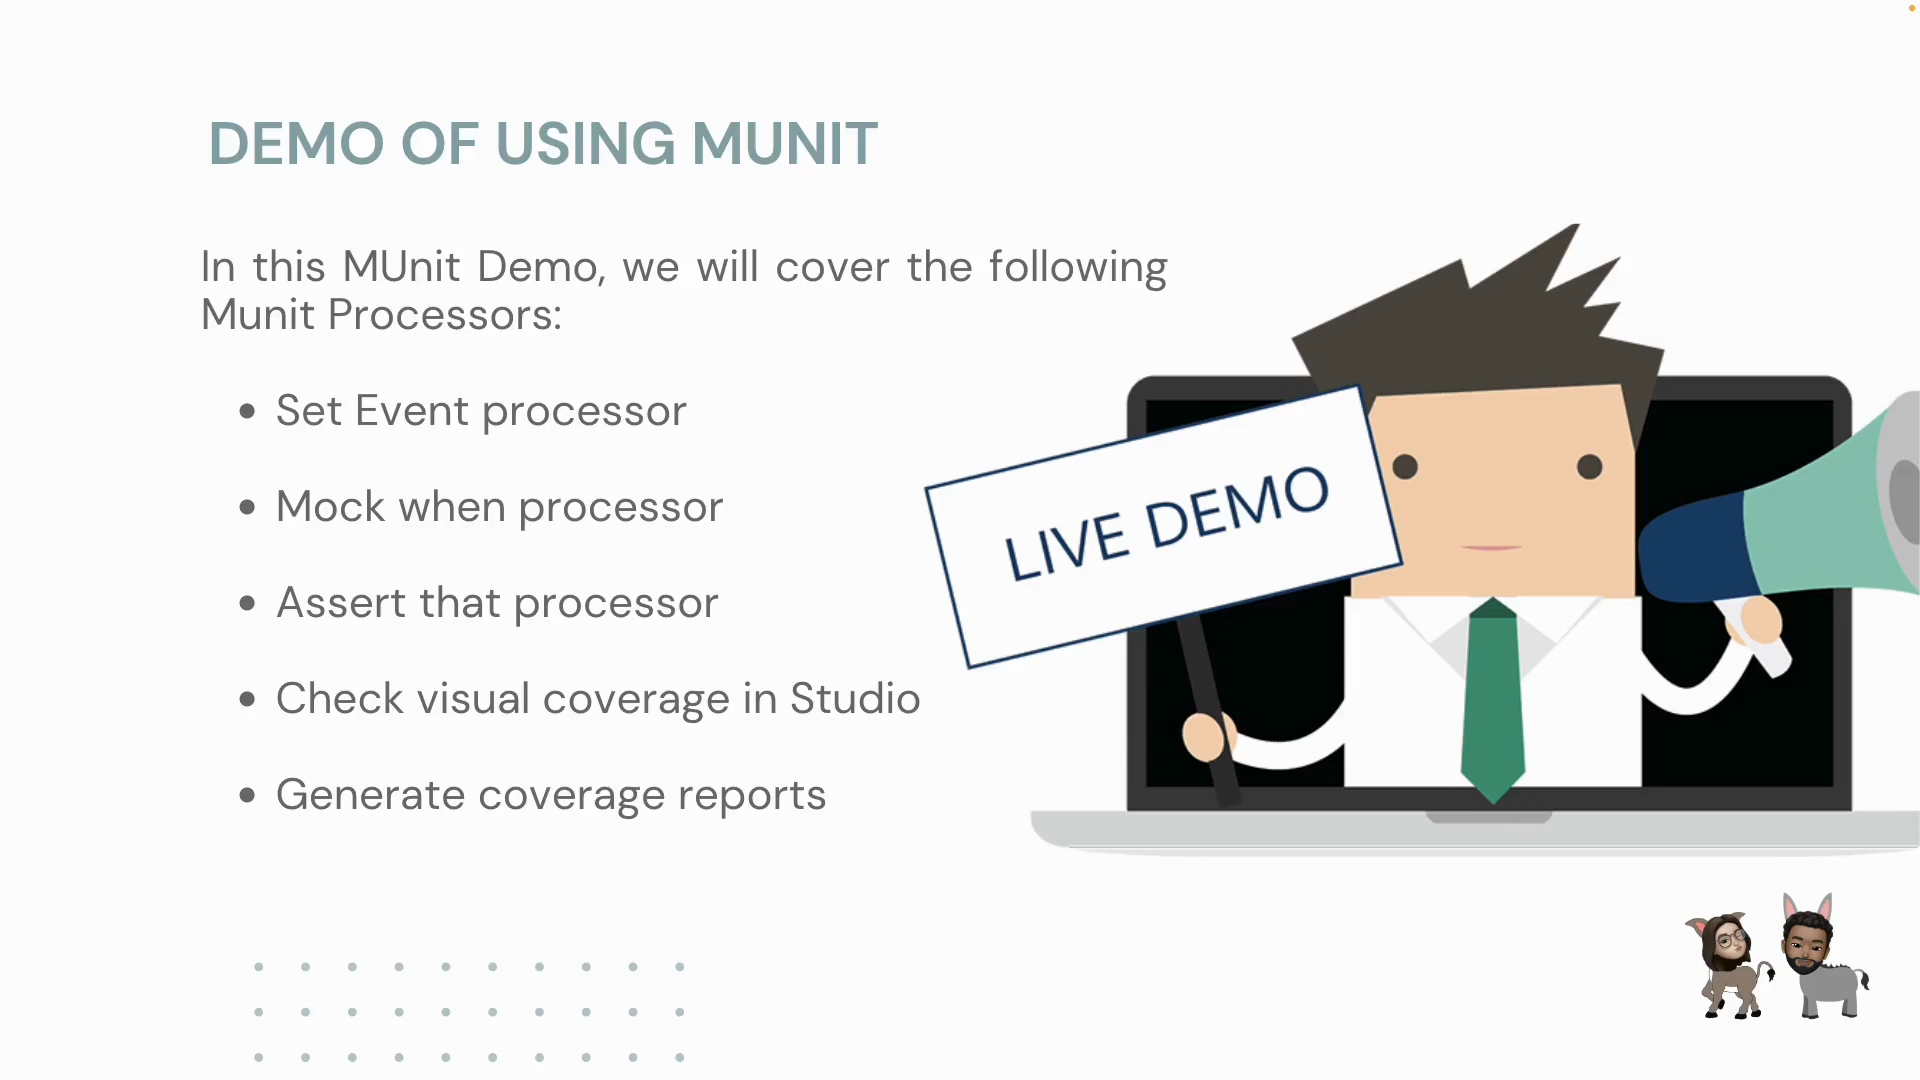 DEMO OF USING MUNIT
In this MUnit Demo, we will cover the following
Munit Processors:
• Set Event processor
• Mock when processor
• Assert that processor
• Check visual coverage in Studio
• Generate coverage reports
LIVE DEMO